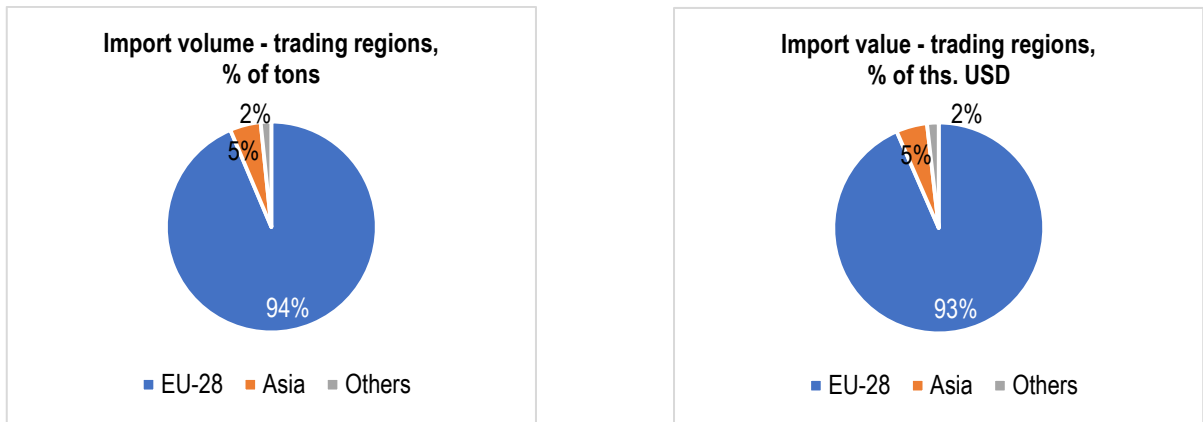 Import volume - trading regions,
% of tons
2%
5%
94%
EU-28 Asia Others
Import value - trading regions,
% of ths. USD
2%
5%
93%
EU-28 Asia Others